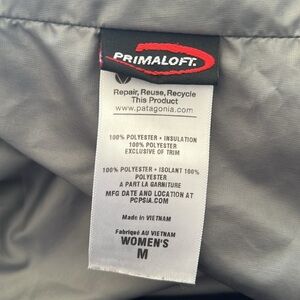 PRIMALOFT.
Repair, Reuse, Recycle
This Product
www.patagonia.com
100% POLYESTER • INSULATION
100% POLYESTER
EXCLUSIVE OF TRIM
100% POLYESTER • ISOLANT 100%
POLYESTER
A PART LA GARNITURE
MFG DATE AND LOCATION AT
PCPSIA.COM
Made in VIETNAM
Fabriqué AU VIETNAM
WOMEN'S
M